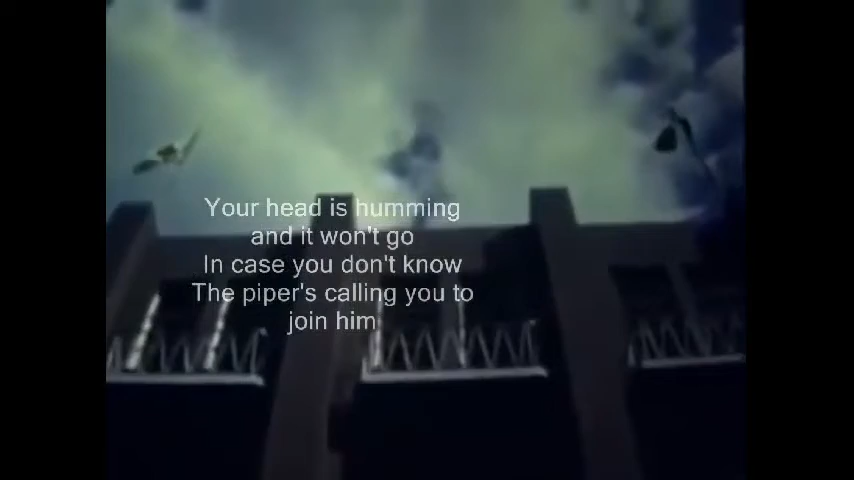 Your head is humming
and it won't go
In case you don't know
The piper's calling you to
join him